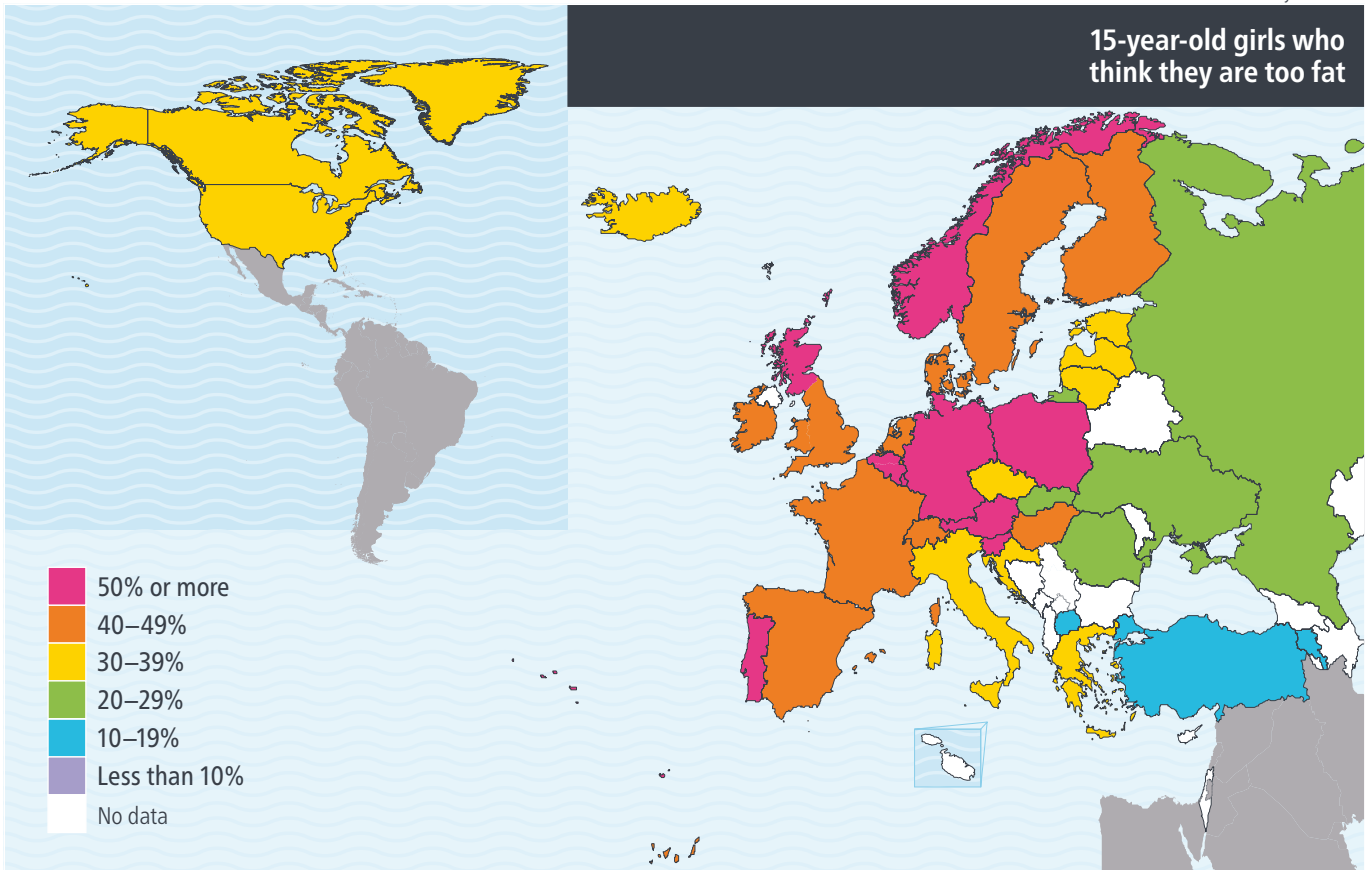 15-year-old girls who
think they are too fat
50% or more
40–49%
30–39%
20–29%
10–19%
Less than 10%
No data